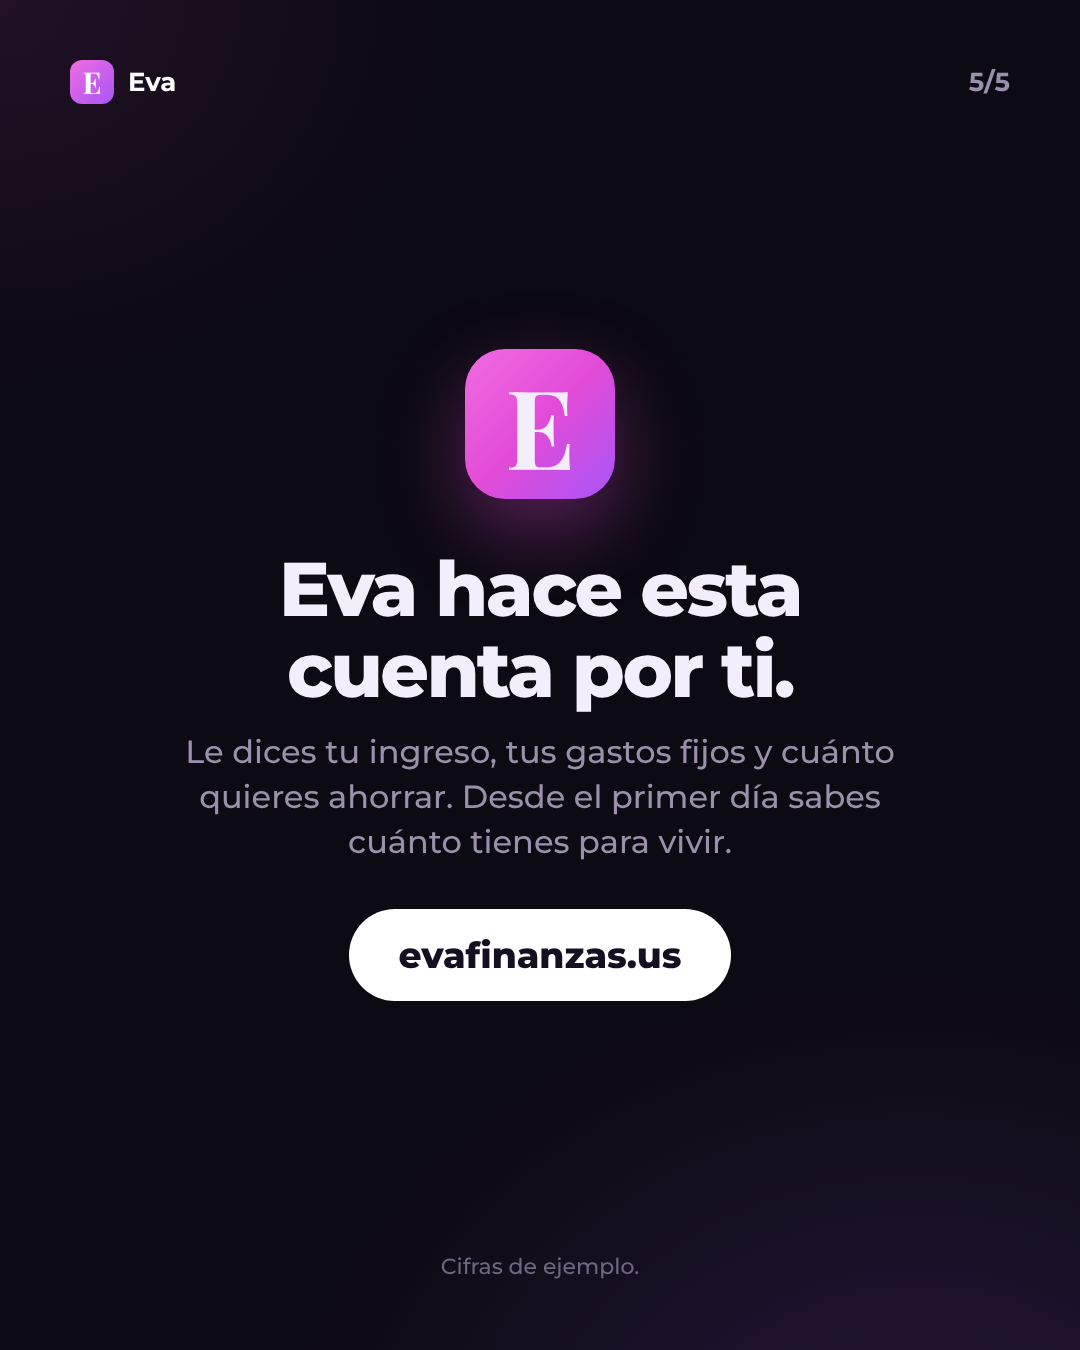 E Eva
5/5
E
Eva hace esta
cuenta por ti.
Le dices tu ingreso, tus gastos fijos y cuánto
quieres ahorrar. Desde el primer día sabes
cuánto tienes para vivir.
evafinanzas.us
Cifras de ejemplo.